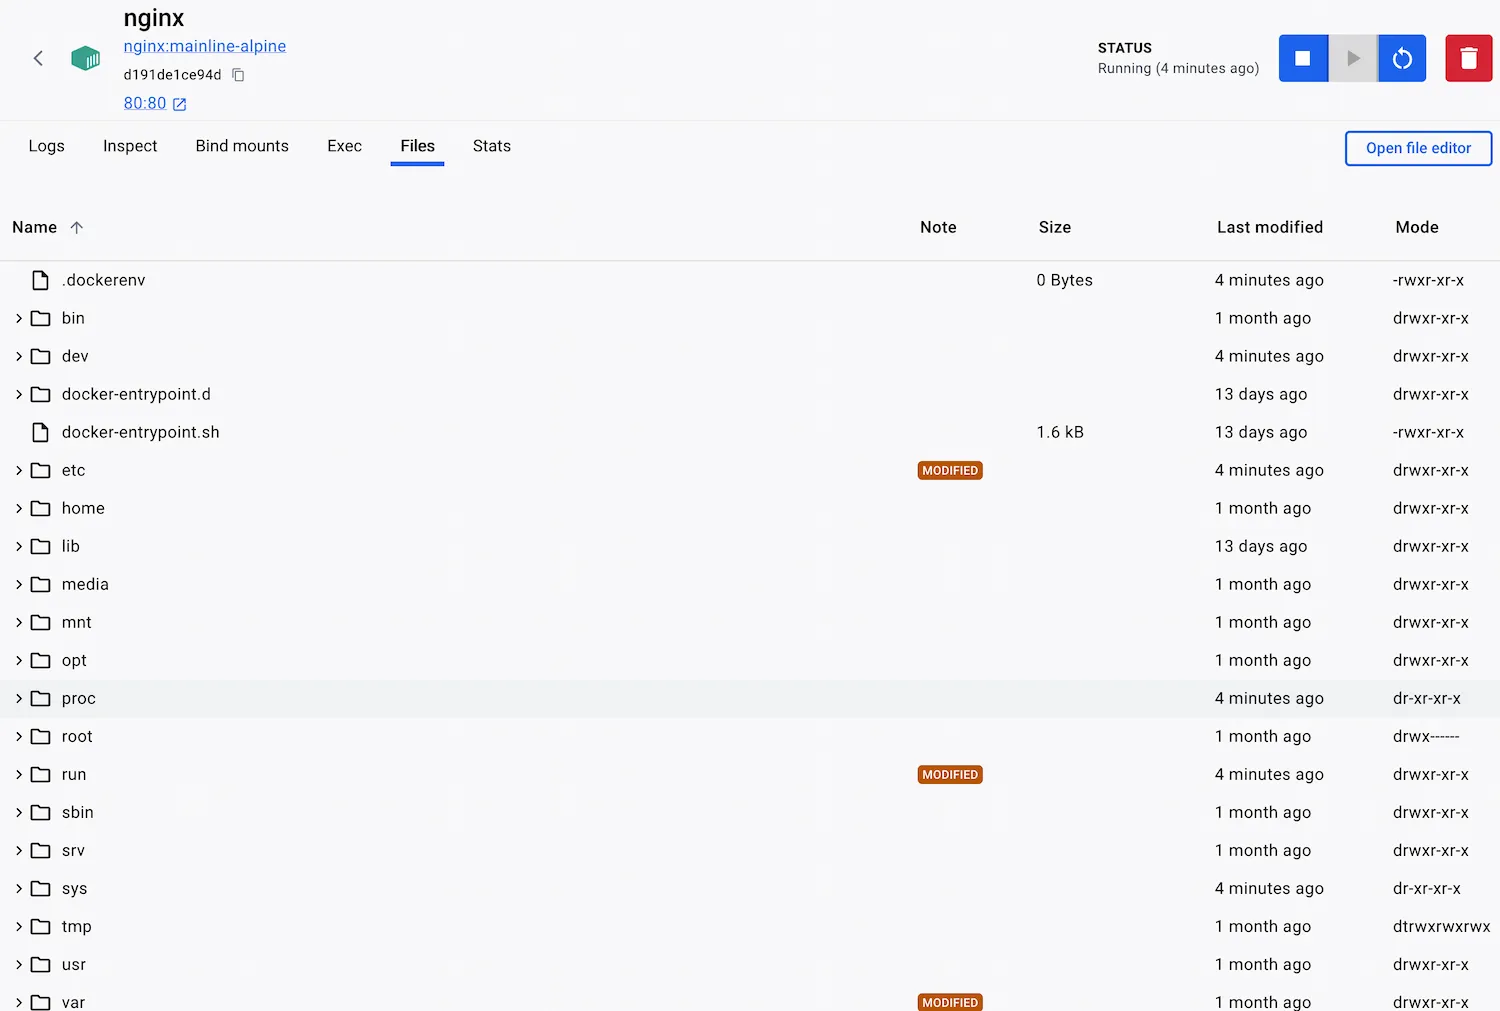 nginx
nginx:mainline-alpine
d191de1ce94d
80:80
STATUS
Running (4 minutes ago)
Logs Inspect Bind mounts Exec Files Stats Open file editor
Name Note Size Last modified Mode
.dockerenv 0 Bytes 4 minutes ago -rwxr-xr-x
bin 1 month ago drwxr-xr-x
dev 4 minutes ago drwxr-xr-x
docker-entrypoint.d 13 days ago drwxr-xr-x
docker-entrypoint.sh 1.6 kB 13 days ago -rwxr-xr-x
etc MODIFIED 4 minutes ago drwxr-xr-x
home 1 month ago drwxr-xr-x
lib 13 days ago drwxr-xr-x
media 1 month ago drwxr-xr-x
mnt 1 month ago drwxr-xr-x
opt 1 month ago drwxr-xr-x
proc 4 minutes ago dr-xr-xr-x
root 1 month ago drwx------
run MODIFIED 4 minutes ago drwxr-xr-x
sbin 1 month ago drwxr-xr-x
srv 1 month ago drwxr-xr-x
sys 4 minutes ago dr-xr-xr-x
tmp 1 month ago dtrwxrwxrwx
usr 1 month ago drwxr-xr-x
var MODIFIED 1 month ago drwxr-xr-x